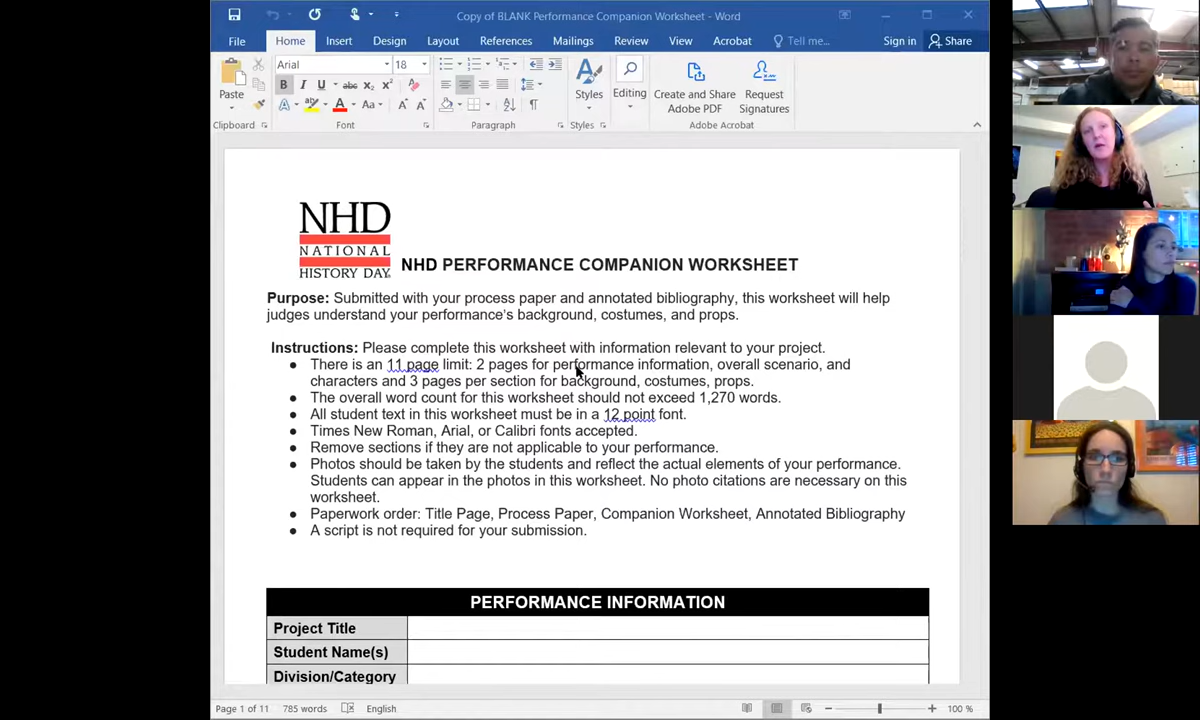 Copy of BLANK Performance Companion Worksheet - Word
File Home Insert Design Layout References Mailings Review View Acrobat Tell me... Sign in Share
Arial 18
Paste
B I U abc x₂ x²
A A Aa A A
Styles
Editing
Create and Share
Adobe PDF
Request
Signatures
Clipboard Font Paragraph Styles Adobe Acrobat
NHD
NATIONAL
HISTORY DAY
NHD PERFORMANCE COMPANION WORKSHEET
Purpose: Submitted with your process paper and annotated bibliography, this worksheet will help
judges understand your performance's background, costumes, and props.
Instructions: Please complete this worksheet with information relevant to your project.
● There is an 11 page limit: 2 pages for performance information, overall scenario, and
characters and 3 pages per section for background, costumes, props.
● The overall word count for this worksheet should not exceed 1,270 words.
● All student text in this worksheet must be in a 12 point font.
● Times New Roman, Arial, or Calibri fonts accepted.
● Remove sections if they are not applicable to your performance.
● Photos should be taken by the students and reflect the actual elements of your performance.
Students can appear in the photos in this worksheet. No photo citations are necessary on this
worksheet.
● Paperwork order: Title Page, Process Paper, Companion Worksheet, Annotated Bibliography
● A script is not required for your submission.
PERFORMANCE INFORMATION
Project Title
Student Name(s)
Division/Category
Page 1 of 11 785 words English 100 %